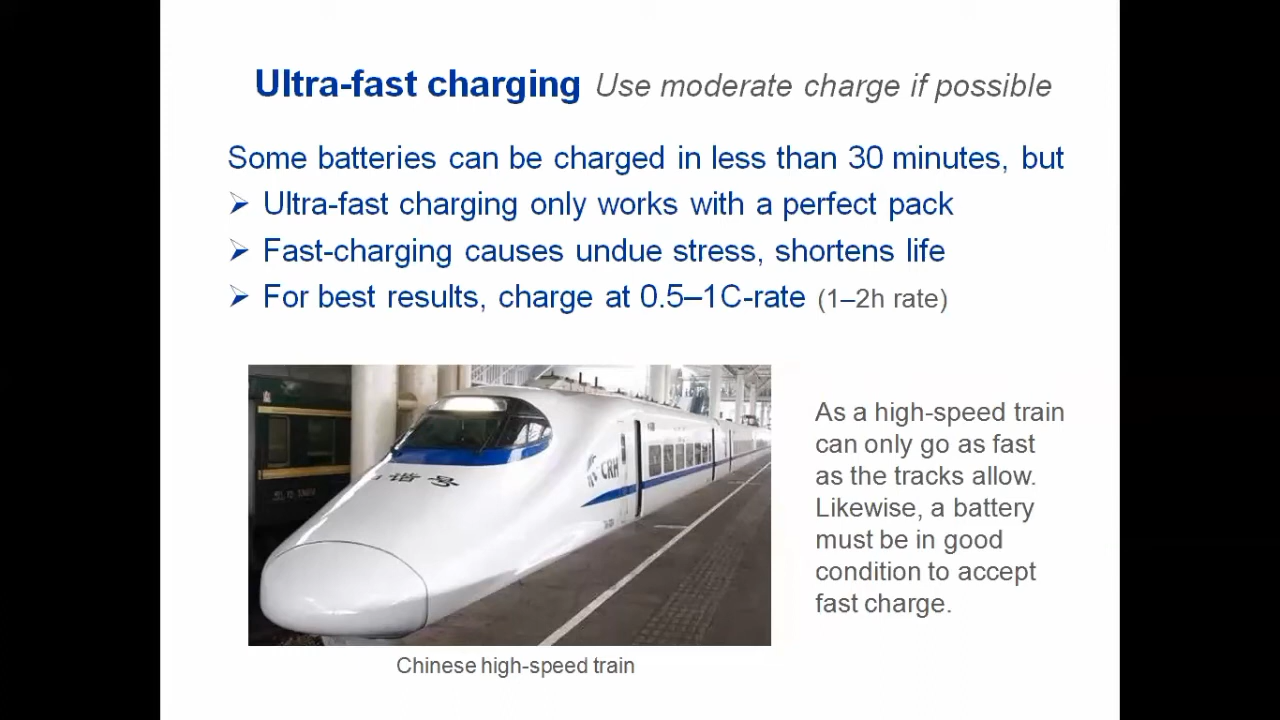 Ultra-fast charging Use moderate charge if possible
Some batteries can be charged in less than 30 minutes, but
➢ Ultra-fast charging only works with a perfect pack
➢ Fast-charging causes undue stress, shortens life
➢ For best results, charge at 0.5–1C-rate (1–2h rate)
谐号
CRH
As a high-speed train
can only go as fast
as the tracks allow.
Likewise, a battery
must be in good
condition to accept
fast charge.
Chinese high-speed train